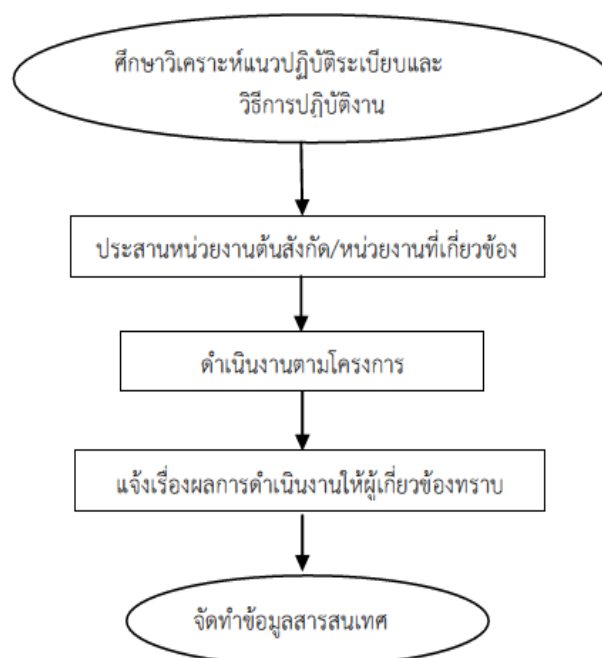 ศึกษาวิเคราะห์แนวปฏิบัติระเบียบและ
วิธีการปฏิบัติงาน
ประสานหน่วยงานต้นสังกัด/หน่วยงานที่เกี่ยวข้อง
ดำเนินงานตามโครงการ
แจ้งเรื่องผลการดำเนินงานให้ผู้เกี่ยวข้องทราบ
จัดทำข้อมูลสารสนเทศ